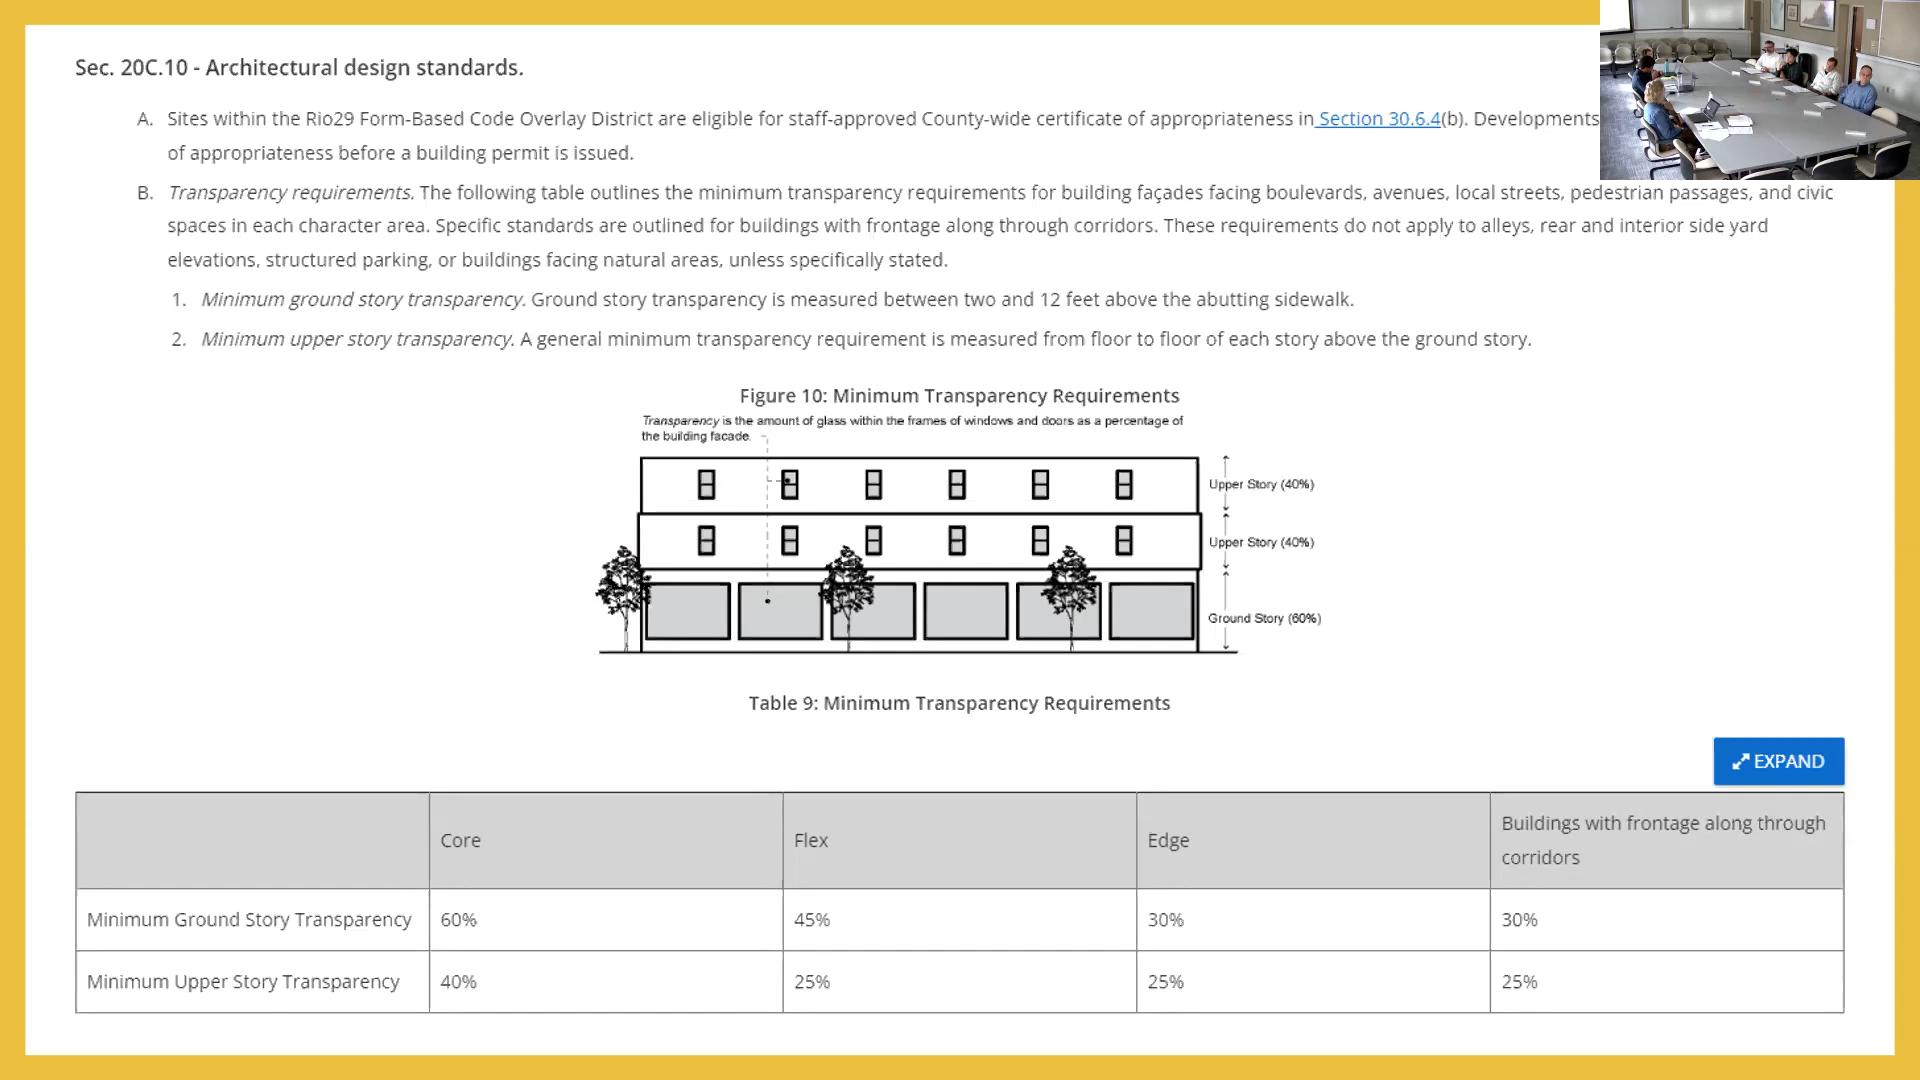 Sec. 20C.10 - Architectural design standards.
A. Sites within the Rio29 Form-Based Code Overlay District are eligible for staff-approved County-wide certificate of appropriateness in Section 30.6.4(b). Developments
of appropriateness before a building permit is issued.
B. Transparency requirements. The following table outlines the minimum transparency requirements for building façades facing boulevards, avenues, local streets, pedestrian passages, and civic
spaces in each character area. Specific standards are outlined for buildings with frontage along through corridors. These requirements do not apply to alleys, rear and interior side yard
elevations, structured parking, or buildings facing natural areas, unless specifically stated.
1. Minimum ground story transparency. Ground story transparency is measured between two and 12 feet above the abutting sidewalk.
2. Minimum upper story transparency. A general minimum transparency requirement is measured from floor to floor of each story above the ground story.
Figure 10: Minimum Transparency Requirements
Transparency is the amount of glass within the frames of windows and doors as a percentage of
the building facade.
Upper Story (40%)
Upper Story (40%)
Ground Story (60%)
Table 9: Minimum Transparency Requirements
EXPAND
Core Flex Edge Buildings with frontage along through
corridors
Minimum Ground Story Transparency 60% 45% 30% 30%
Minimum Upper Story Transparency 40% 25% 25% 25%